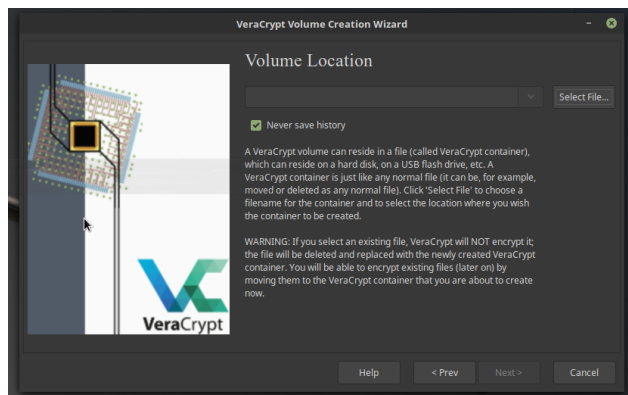 VeraCrypt Volume Creation Wizard
Volume Location
Select File...
Never save history
A VeraCrypt volume can reside in a file (called VeraCrypt container),
which can reside on a hard disk, on a USB flash drive, etc. A
VeraCrypt container is just like any normal file (it can be, for example,
moved or deleted as any normal file). Click 'Select File' to choose a
filename for the container and to select the location where you wish
the container to be created.
WARNING: If you select an existing file, VeraCrypt will NOT encrypt it;
the file will be deleted and replaced with the newly created VeraCrypt
container. You will be able to encrypt existing files (later on) by
moving them to the VeraCrypt container that you are about to create
now.
VeraCrypt
Help
< Prev
Next >
Cancel